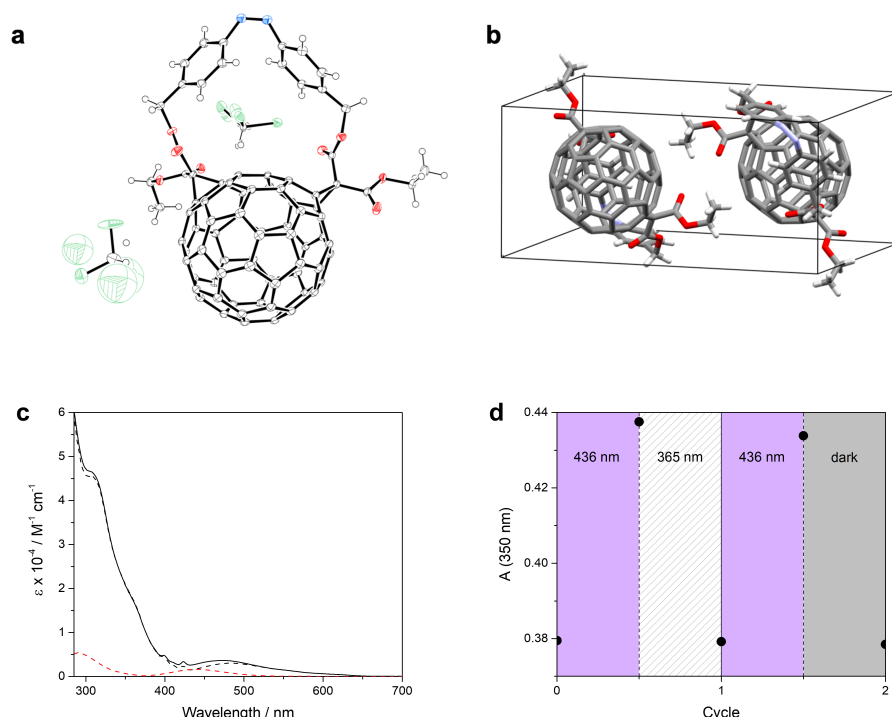 a
b
c
6
5
4
3
2
1
0
ε x 10⁻⁴ / M⁻¹ cm⁻¹
300
400
500
600
700
Wavelength / nm
d
0.44
0.42
0.40
0.38
A (350 nm)
436 nm
365 nm
436 nm
dark
0
1
2
Cycle